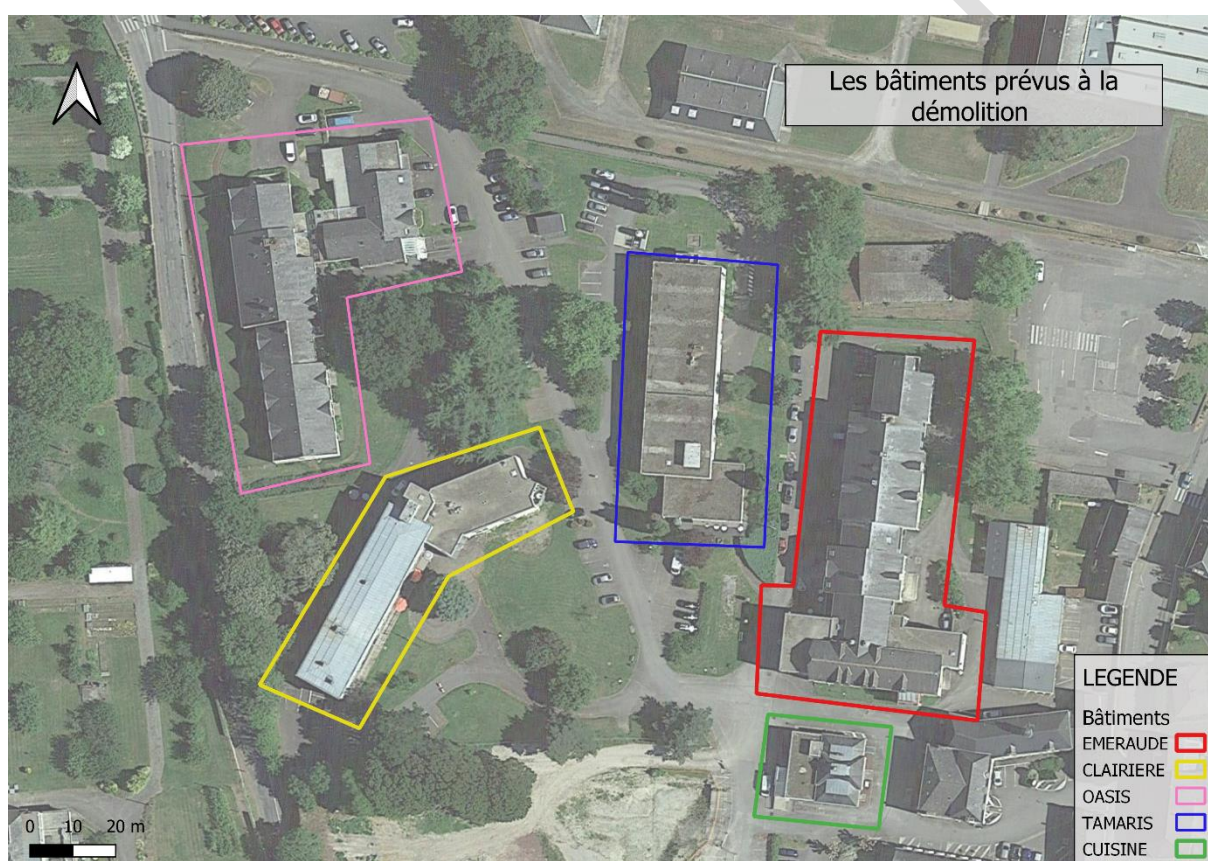 Les bâtiments prévus à la
démolition
LEGENDE
Bâtiments
EMERAUDE
CLAIRIERE
OASIS
TAMARIS
CUISINE
0 10 20 m